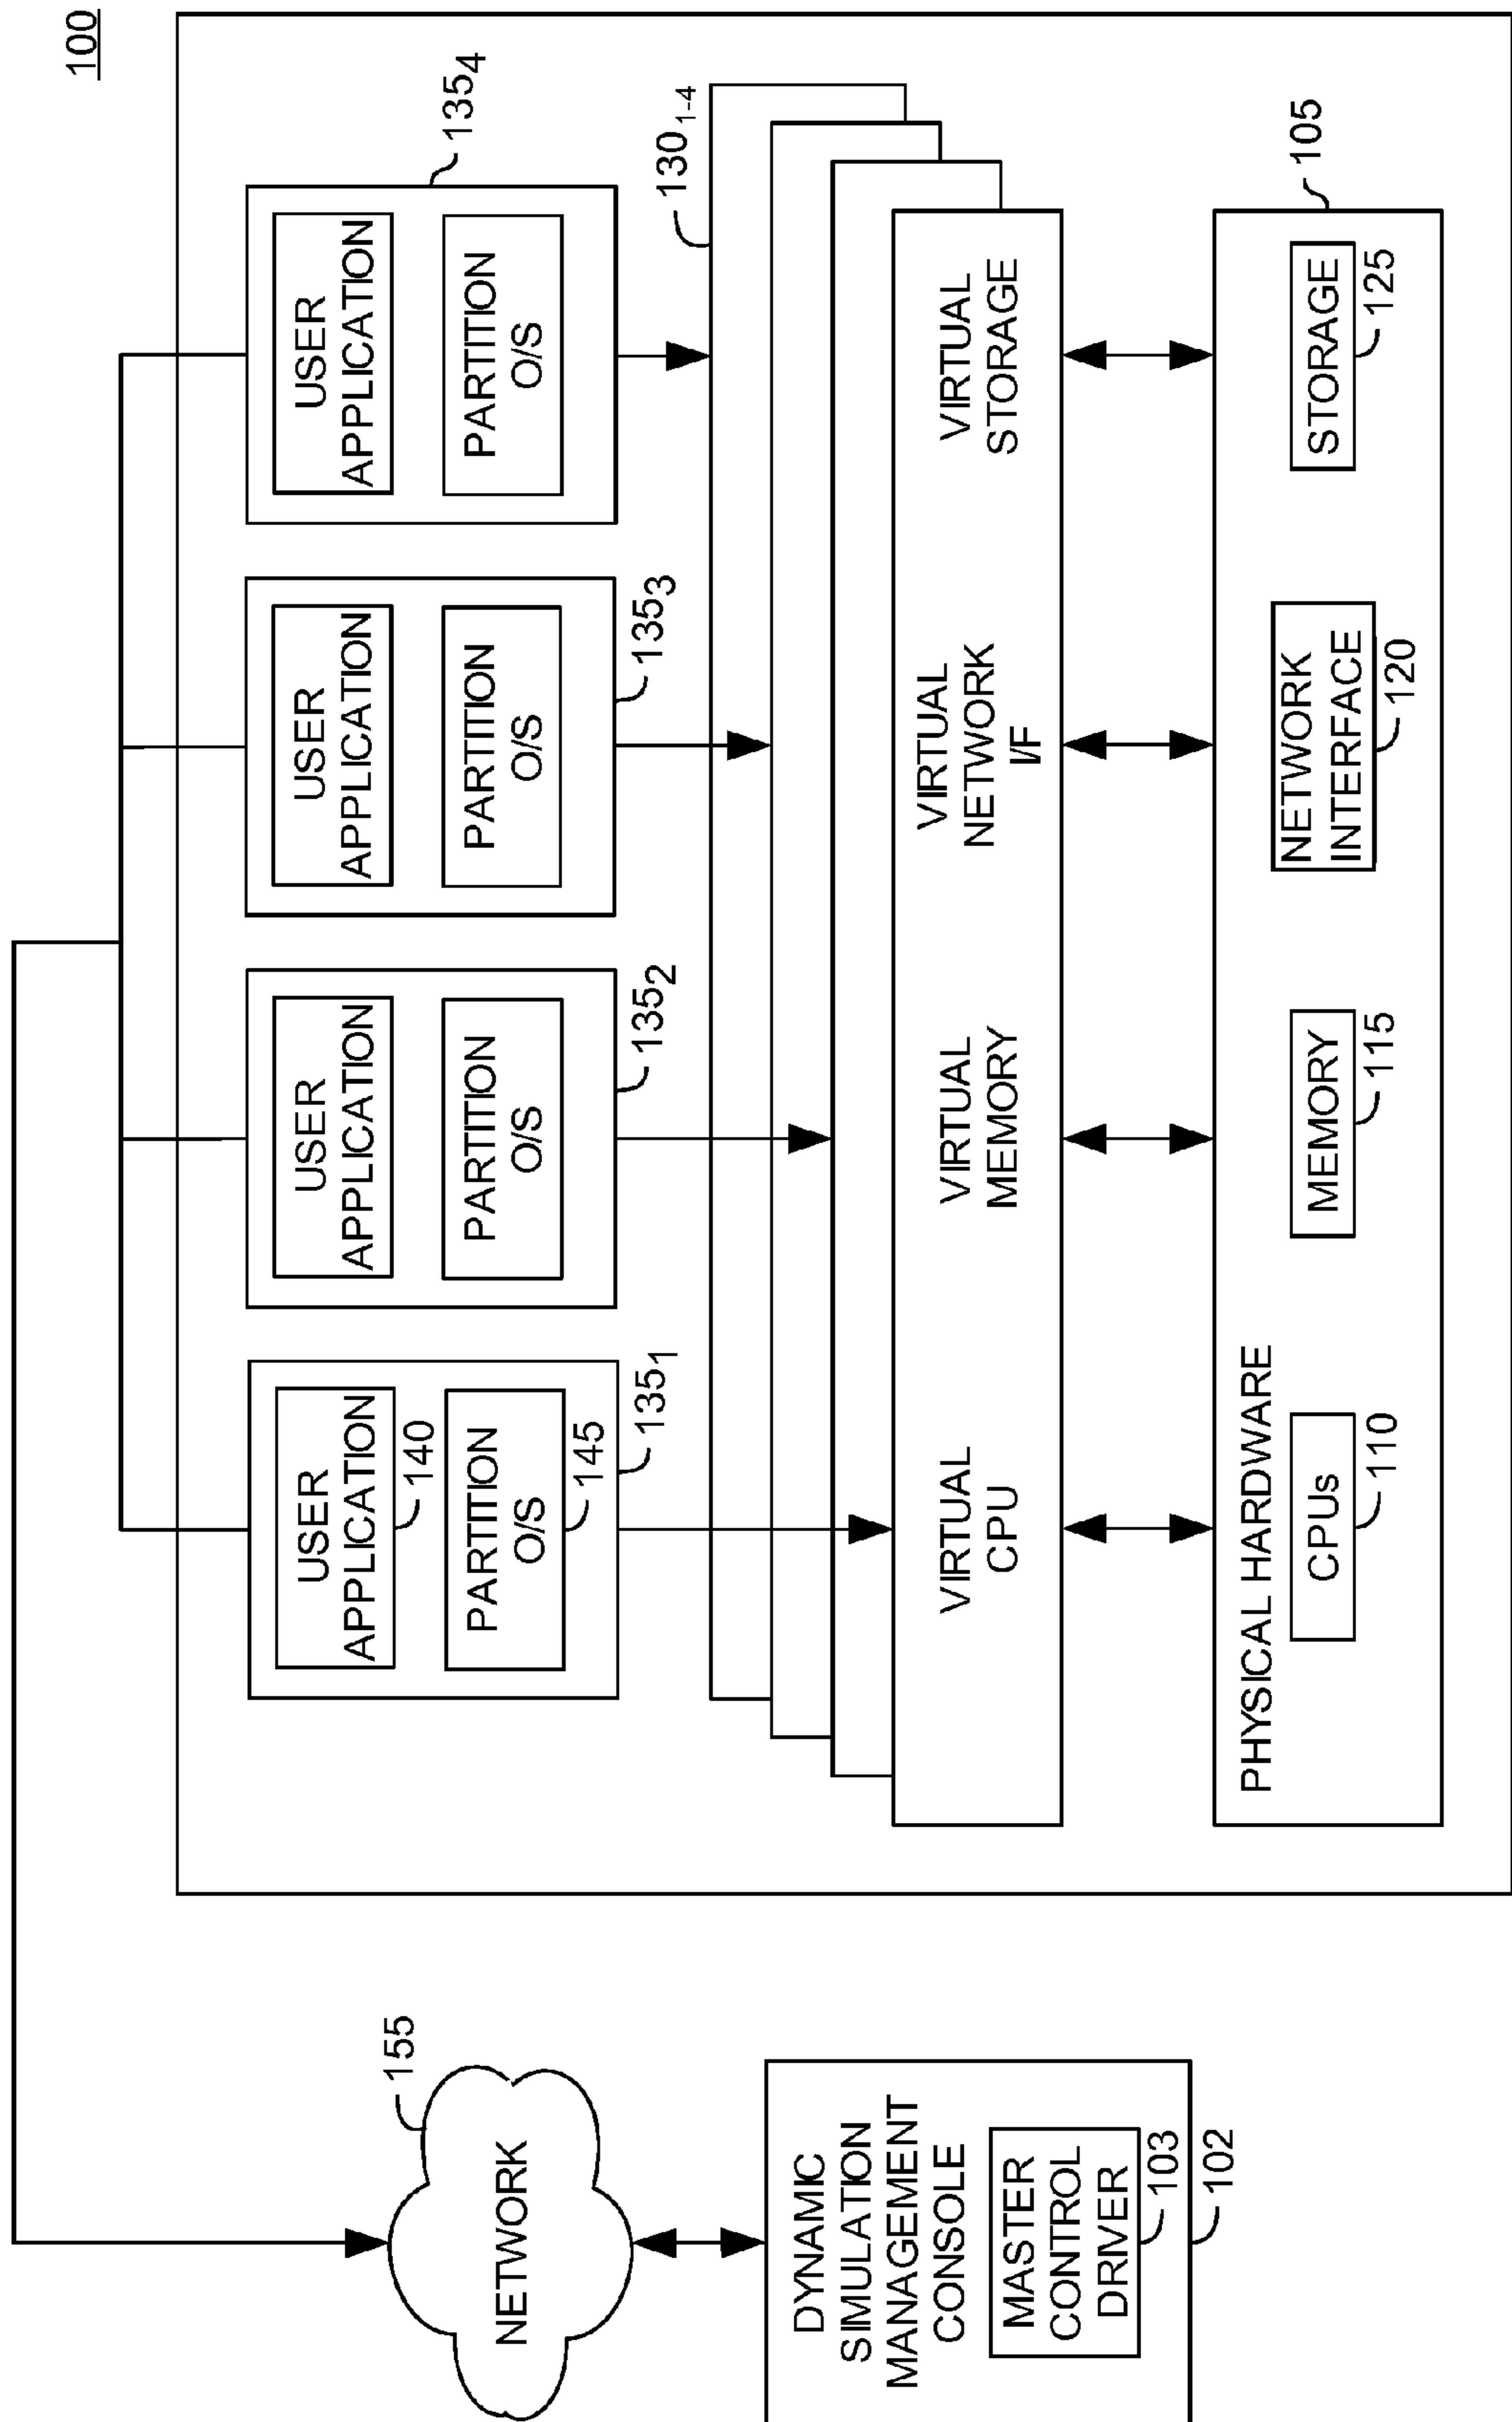 100
USER
APPLICATION
140
PARTITION
O/S
145
135₁
USER
APPLICATION
PARTITION
O/S
135₂
USER
APPLICATION
PARTITION
O/S
135₃
USER
APPLICATION
PARTITION
O/S
135₄
130₁₋₄
VIRTUAL
CPU
VIRTUAL
MEMORY
VIRTUAL
NETWORK
I/F
VIRTUAL
STORAGE
PHYSICAL HARDWARE
105
CPUs
110
MEMORY
115
NETWORK
INTERFACE
120
STORAGE
125
NETWORK
155
DYNAMIC
SIMULATION
MANAGEMENT
CONSOLE
MASTER
CONTROL
DRIVER
103
102